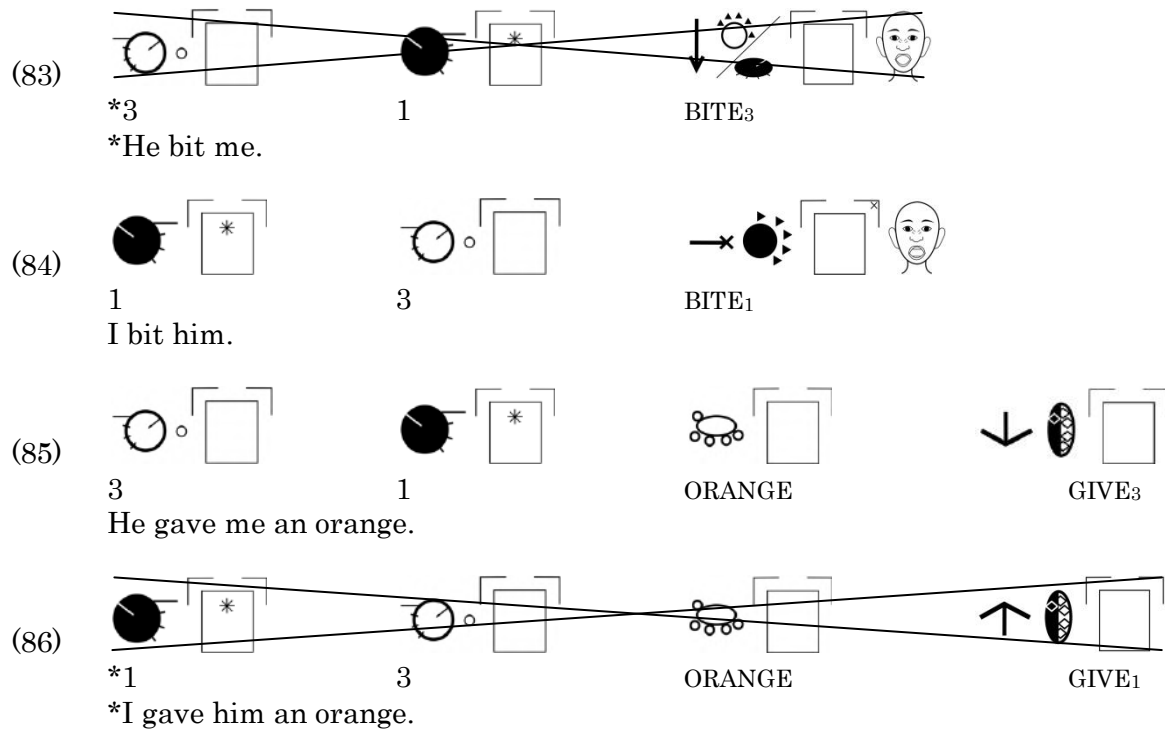 (83)
*3 1 BITE₃
*He bit me.
(84)
1 3 BITE₁
I bit him.
(85)
3 1 ORANGE GIVE₃
He gave me an orange.
(86)
*1 3 ORANGE GIVE₁
*I gave him an orange.